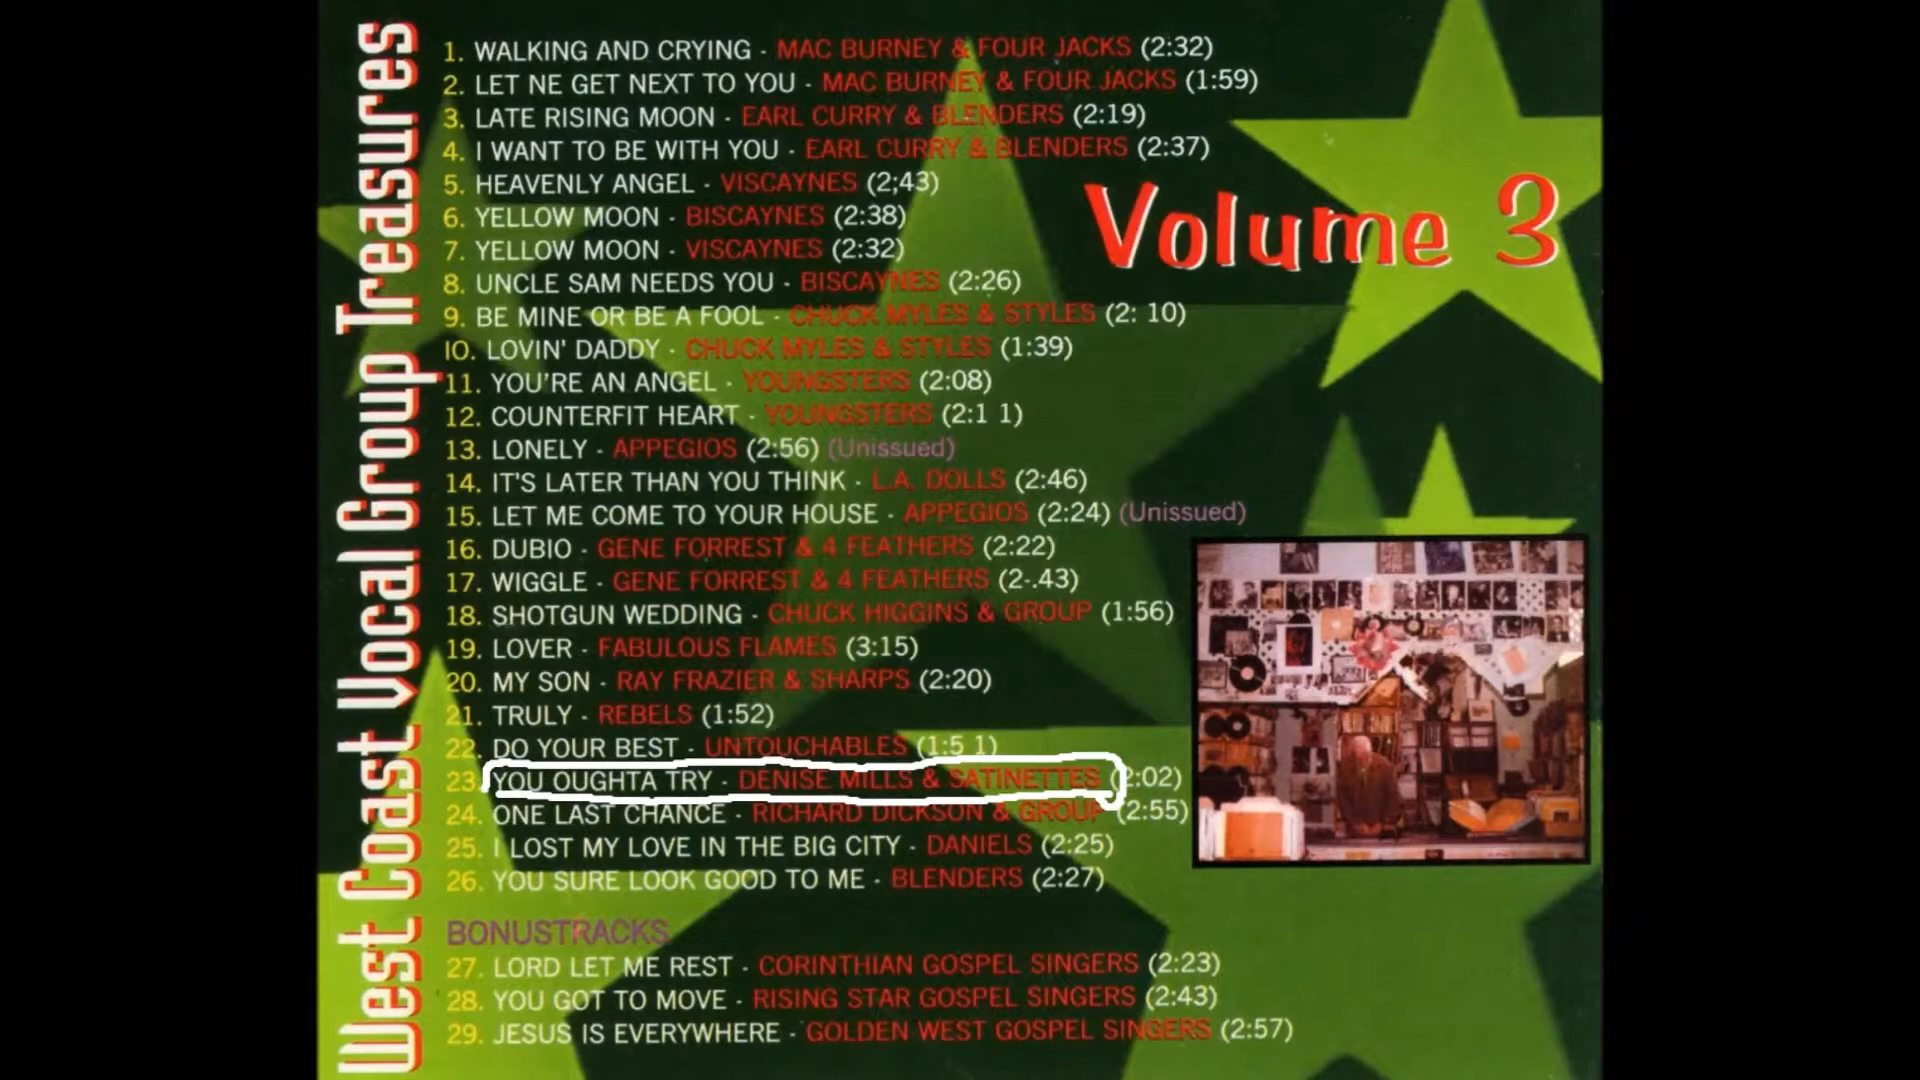 West Coast Vocal Group Treasures
Volume 3
1. WALKING AND CRYING - MAC BURNEY & FOUR JACKS (2:32)
2. LET NE GET NEXT TO YOU - MAC BURNEY & FOUR JACKS (1:59)
3. LATE RISING MOON - EARL CURRY & BLENDERS (2:19)
4. I WANT TO BE WITH YOU - EARL CURRY & BLENDERS (2:37)
5. HEAVENLY ANGEL - VISCAYNES (2;43)
6. YELLOW MOON - BISCAYNES (2:38)
7. YELLOW MOON - VISCAYNES (2:32)
8. UNCLE SAM NEEDS YOU - BISCAYNES (2:26)
9. BE MINE OR BE A FOOL - CHUCK MYLES & STYLES (2: 10)
IO. LOVIN' DADDY - CHUCK MYLES & STYLES (1:39)
11. YOU'RE AN ANGEL - YOUNGSTERS (2:08)
12. COUNTERFIT HEART - YOUNGSTERS (2:1 1)
13. LONELY - APPEGIOS (2:56) (Unissued)
14. IT'S LATER THAN YOU THINK - L.A. DOLLS (2:46)
15. LET ME COME TO YOUR HOUSE - APPEGIOS (2:24) (Unissued)
16. DUBIO - GENE FORREST & 4 FEATHERS (2:22)
17. WIGGLE - GENE FORREST & 4 FEATHERS (2-.43)
18. SHOTGUN WEDDING - CHUCK HIGGINS & GROUP (1:56)
19. LOVER - FABULOUS FLAMES (3:15)
20. MY SON - RAY FRAZIER & SHARPS (2:20)
21. TRULY - REBELS (1:52)
22. DO YOUR BEST - UNTOUCHABLES (1:5 1)
23. YOU OUGHTA TRY - DENISE MILLS & SATINETTES (2:02)
24. ONE LAST CHANCE - RICHARD DICKSON & GROUP (2:55)
25. I LOST MY LOVE IN THE BIG CITY - DANIELS (2:25)
26. YOU SURE LOOK GOOD TO ME - BLENDERS (2:27)
BONUSTRACKS
27. LORD LET ME REST - CORINTHIAN GOSPEL SINGERS (2:23)
28. YOU GOT TO MOVE - RISING STAR GOSPEL SINGERS (2:43)
29. JESUS IS EVERYWHERE - GOLDEN WEST GOSPEL SINGERS (2:57)